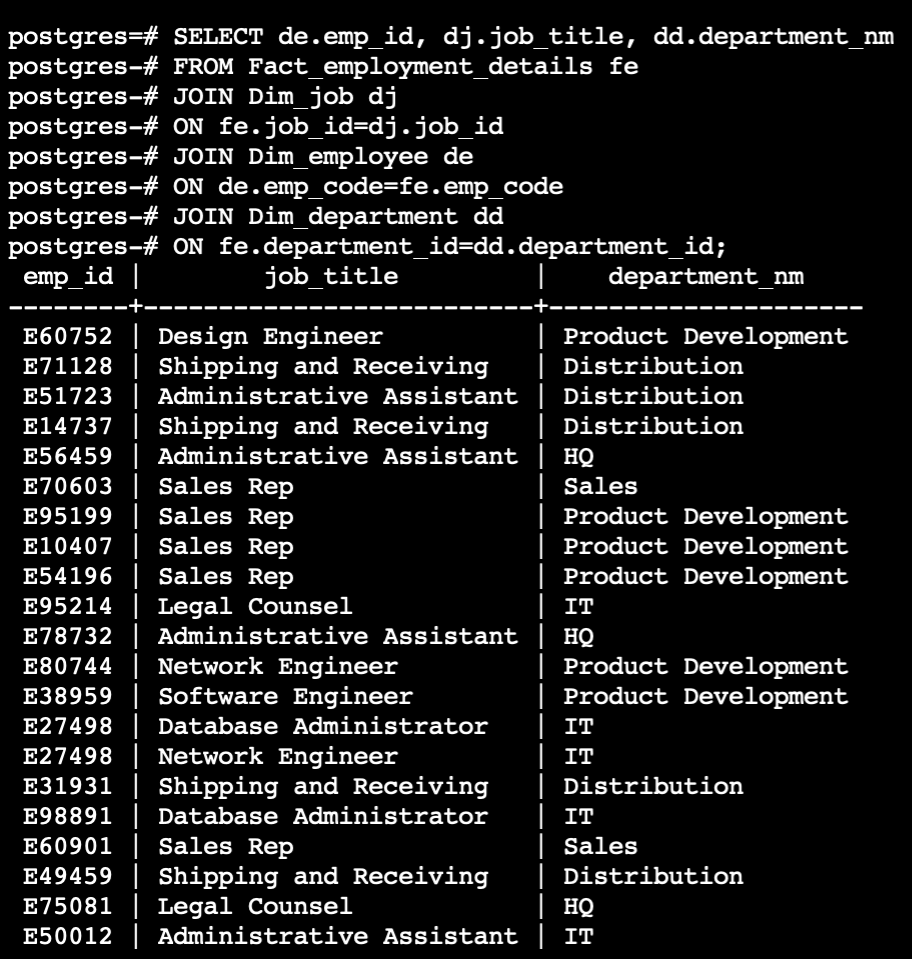 postgres=# SELECT de.emp_id, dj.job_title, dd.department_nm
postgres-# FROM Fact_employment_details fe
postgres-# JOIN Dim_job dj
postgres-# ON fe.job_id=dj.job_id
postgres-# JOIN Dim_employee de
postgres-# ON de.emp_code=fe.emp_code
postgres-# JOIN Dim_department dd
postgres-# ON fe.department_id=dd.department_id;
 emp_id |        job_title         |    department_nm
--------+--------------------------+---------------------
 E60752 | Design Engineer          | Product Development
 E71128 | Shipping and Receiving   | Distribution
 E51723 | Administrative Assistant | Distribution
 E14737 | Shipping and Receiving   | Distribution
 E56459 | Administrative Assistant | HQ
 E70603 | Sales Rep                | Sales
 E95199 | Sales Rep                | Product Development
 E10407 | Sales Rep                | Product Development
 E54196 | Sales Rep                | Product Development
 E95214 | Legal Counsel            | IT
 E78732 | Administrative Assistant | HQ
 E80744 | Network Engineer         | Product Development
 E38959 | Software Engineer        | Product Development
 E27498 | Database Administrator   | IT
 E27498 | Network Engineer         | IT
 E31931 | Shipping and Receiving   | Distribution
 E98891 | Database Administrator   | IT
 E60901 | Sales Rep                | Sales
 E49459 | Shipping and Receiving   | Distribution
 E75081 | Legal Counsel            | HQ
 E50012 | Administrative Assistant | IT